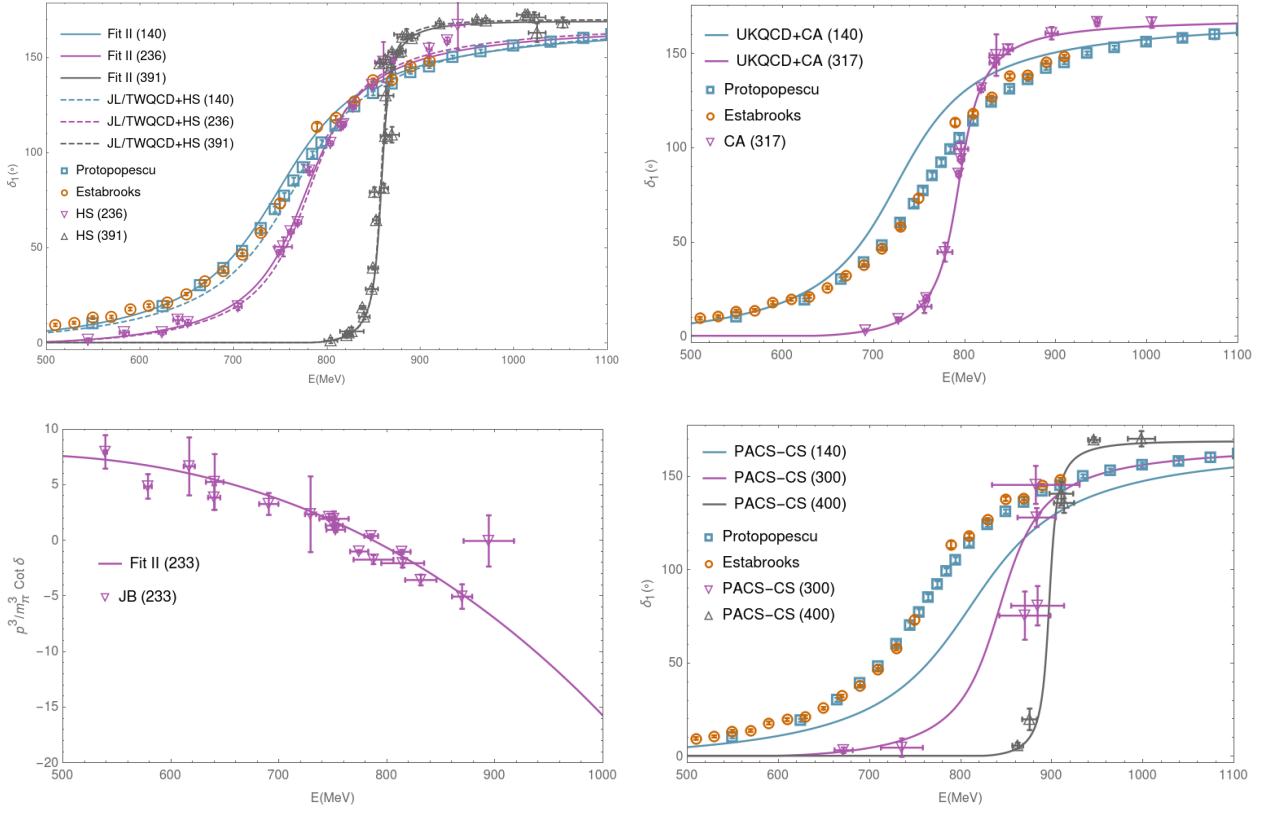 150
100
50
0
δ₁(°)
Fit II (140)
Fit II (236)
Fit II (391)
JL/TWQCD+HS (140)
JL/TWQCD+HS (236)
JL/TWQCD+HS (391)
Protopopescu
Estabrooks
HS (236)
HS (391)
500 600 700 800 900 1000 1100
E(MeV)
150
100
50
0
δ₁(°)
UKQCD+CA (140)
UKQCD+CA (317)
Protopopescu
Estabrooks
CA (317)
500 600 700 800 900 1000 1100
E(MeV)
10
5
0
-5
-10
-15
-20
p³/m³π Cot δ
Fit II (233)
JB (233)
500 600 700 800 900 1000
E(MeV)
150
100
50
0
δ₁(°)
PACS-CS (140)
PACS-CS (300)
PACS-CS (400)
Protopopescu
Estabrooks
PACS-CS (300)
PACS-CS (400)
500 600 700 800 900 1000 1100
E(MeV)